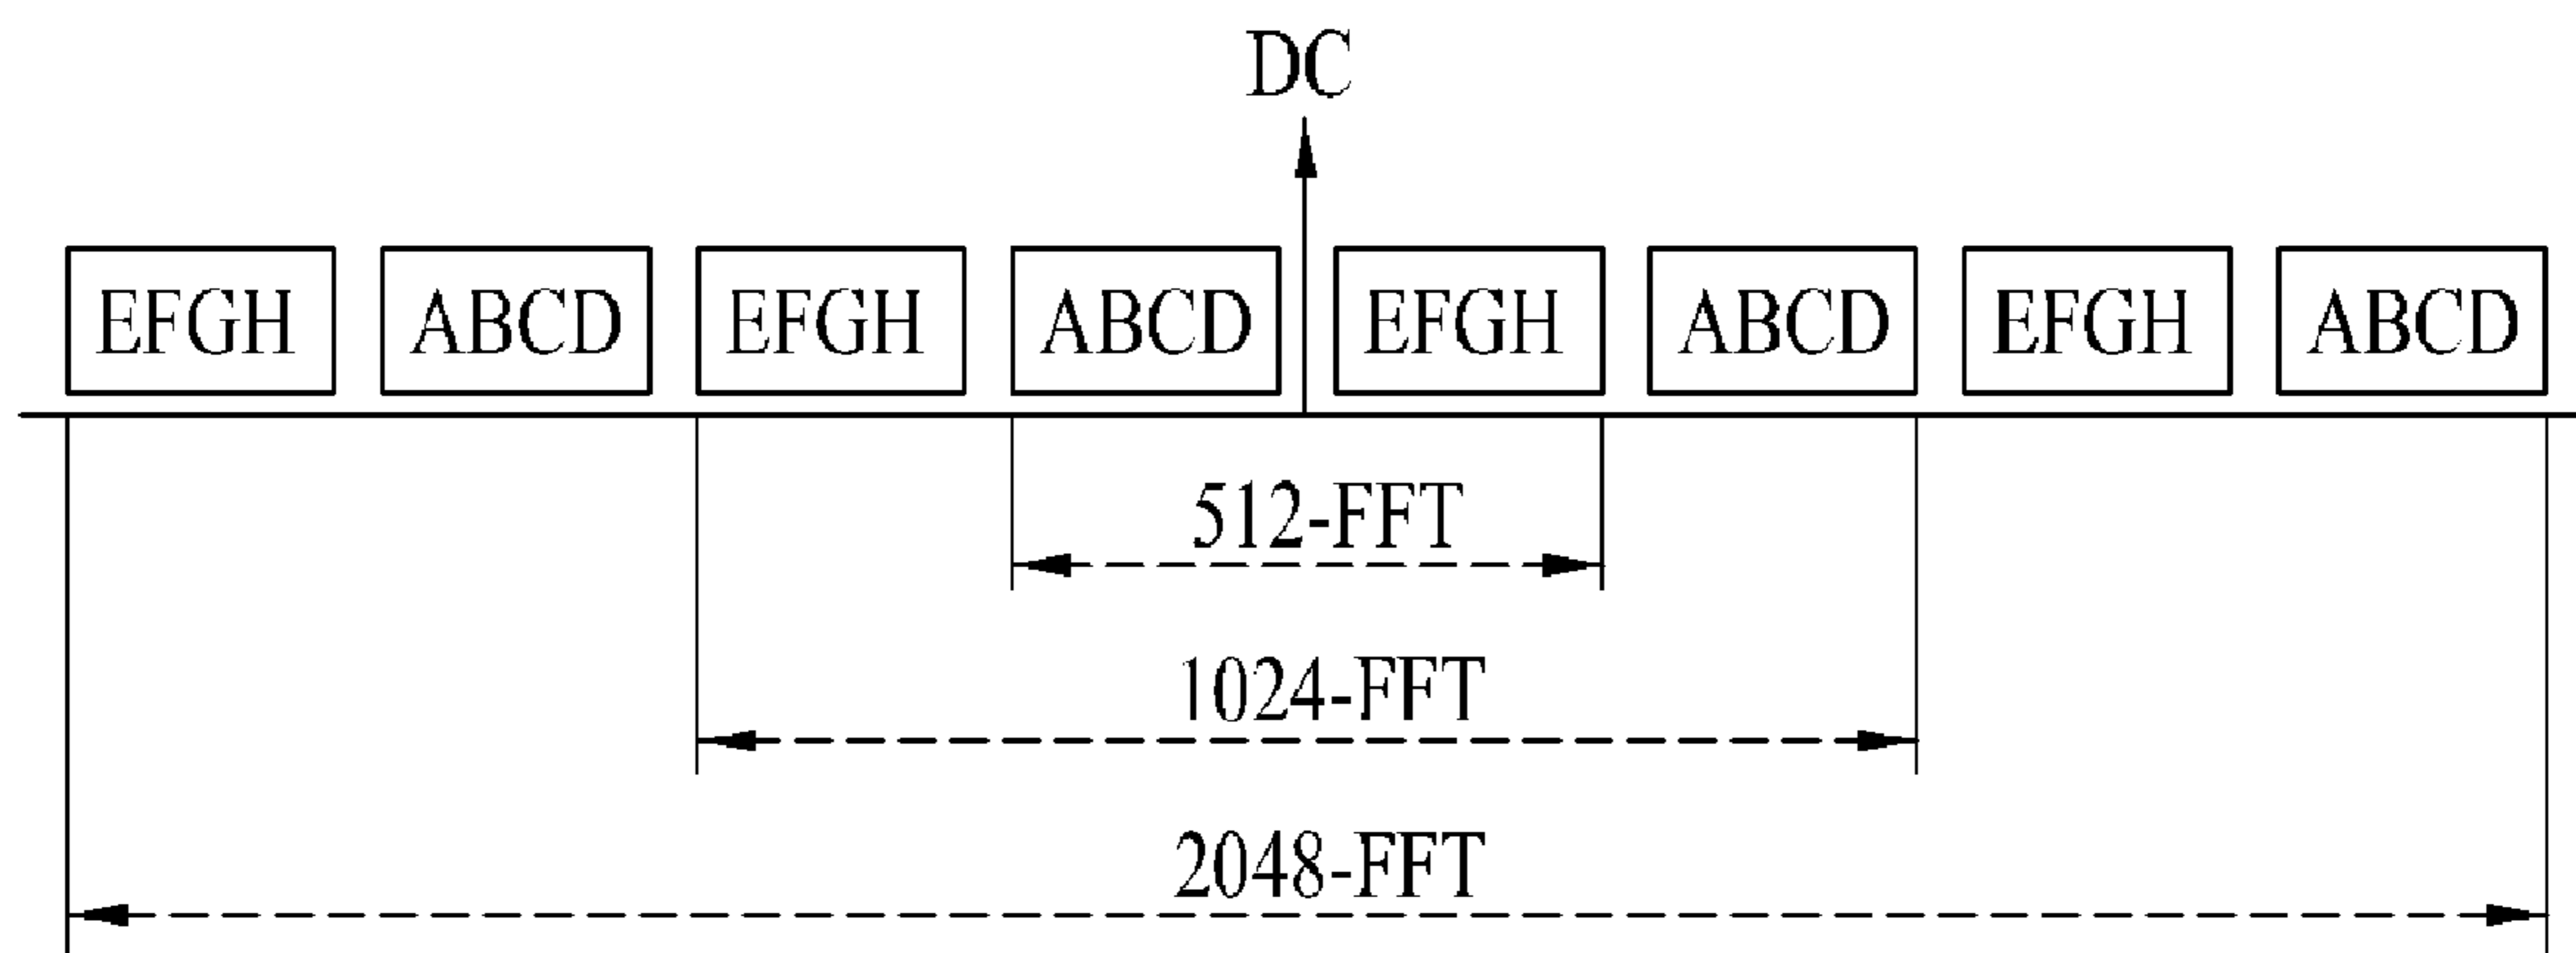 DC
EFGH ABCD EFGH ABCD EFGH ABCD EFGH ABCD
512-FFT
1024-FFT
2048-FFT